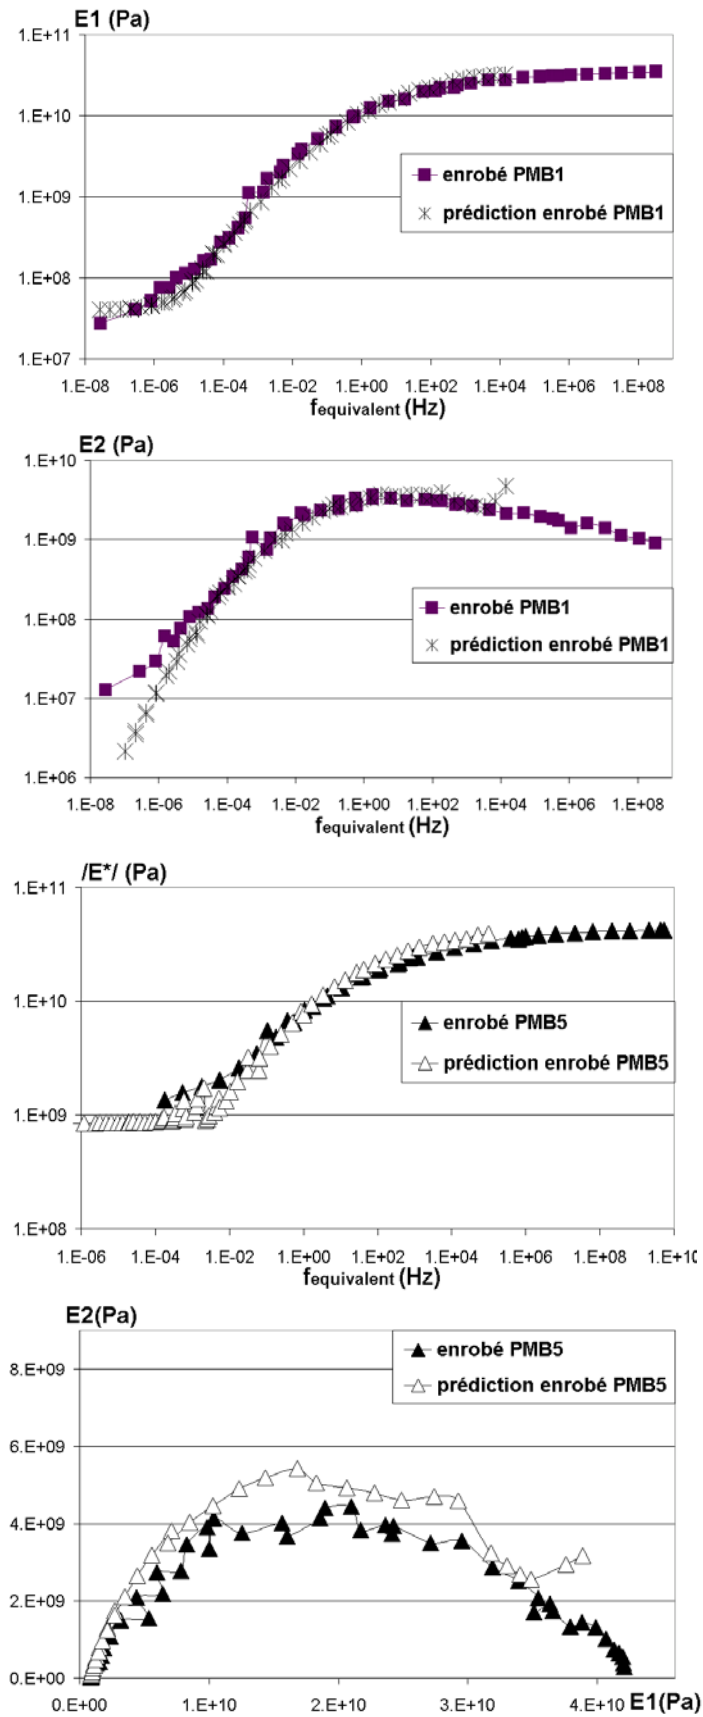 E1 (Pa)
1.E+11
1.E+10
1.E+09
1.E+08
1.E+07
enrobé PMB1
prédiction enrobé PMB1
1.E-08 1.E-06 1.E-04 1.E-02 1.E+00 1.E+02 1.E+04 1.E+06 1.E+08
fequivalent (Hz)
E2 (Pa)
1.E+10
1.E+09
1.E+08
1.E+07
1.E+06
enrobé PMB1
prédiction enrobé PMB1
1.E-08 1.E-06 1.E-04 1.E-02 1.E+00 1.E+02 1.E+04 1.E+06 1.E+08
fequivalent (Hz)
/E*/ (Pa)
1.E+11
1.E+10
1.E+09
1.E+08
enrobé PMB5
prédiction enrobé PMB5
1.E-06 1.E-04 1.E-02 1.E+00 1.E+02 1.E+04 1.E+06 1.E+08 1.E+10
fequivalent (Hz)
E2(Pa)
enrobé PMB5
prédiction enrobé PMB5
8.E+09
6.E+09
4.E+09
2.E+09
0.E+00
0.E+00 1.E+10 2.E+10 3.E+10 4.E+10 E1(Pa)